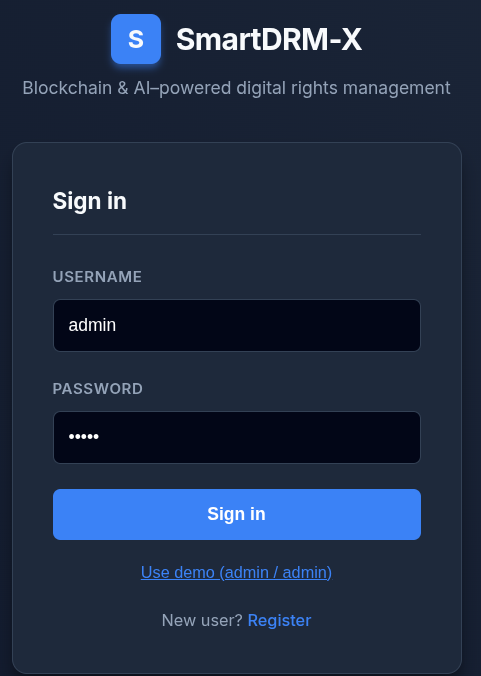 S
SmartDRM-X
Blockchain & AI–powered digital rights management
Sign in
USERNAME
admin
PASSWORD
•••••
Sign in
Use demo (admin / admin)
New user? Register